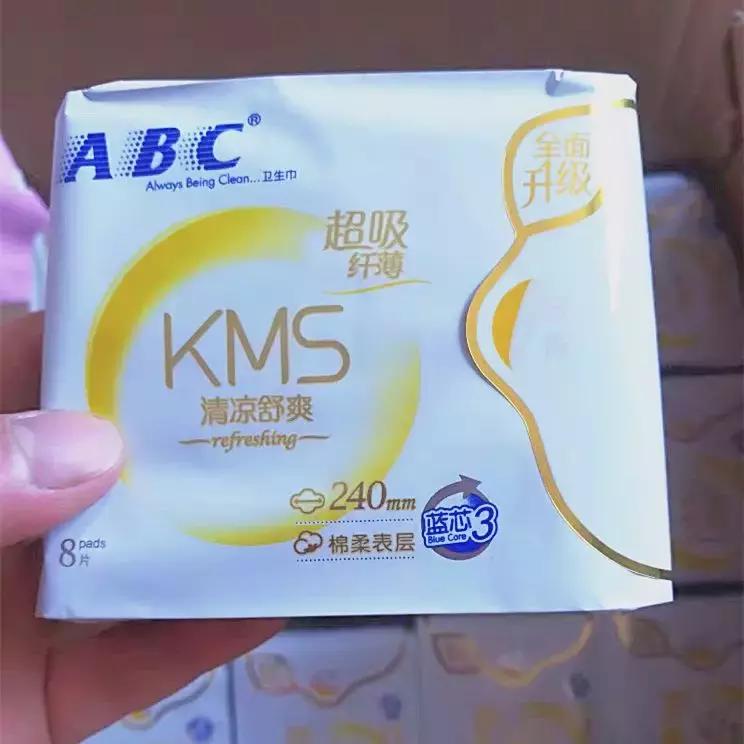 ABC®
Always Being Clean...卫生巾
全面
升级
超吸
纤薄
KMS
清凉舒爽
refreshing
240mm
棉柔表层
蓝芯3
Blue Core
8 pads
片